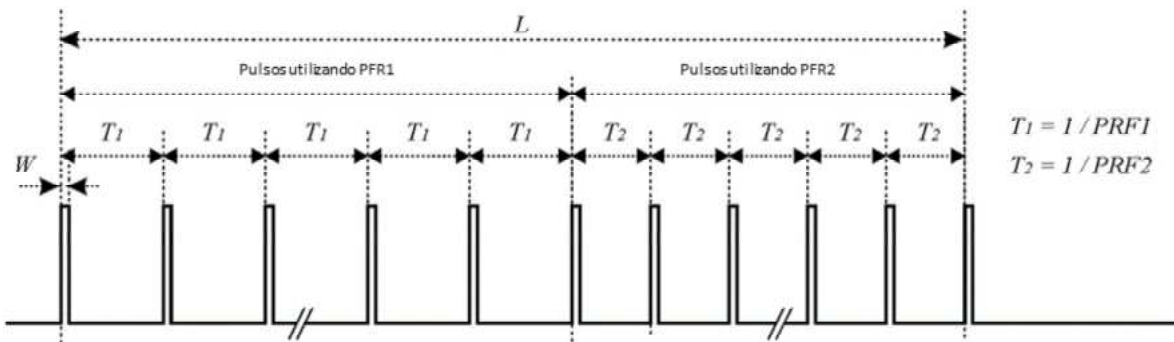 L
Pulsos utilizando PFR1 Pulsos utilizando PFR2
T1 T1 T1 T1 T1 T2 T2 T2 T2 T2
T1 = 1 / PRF1
W
T2 = 1 / PRF2